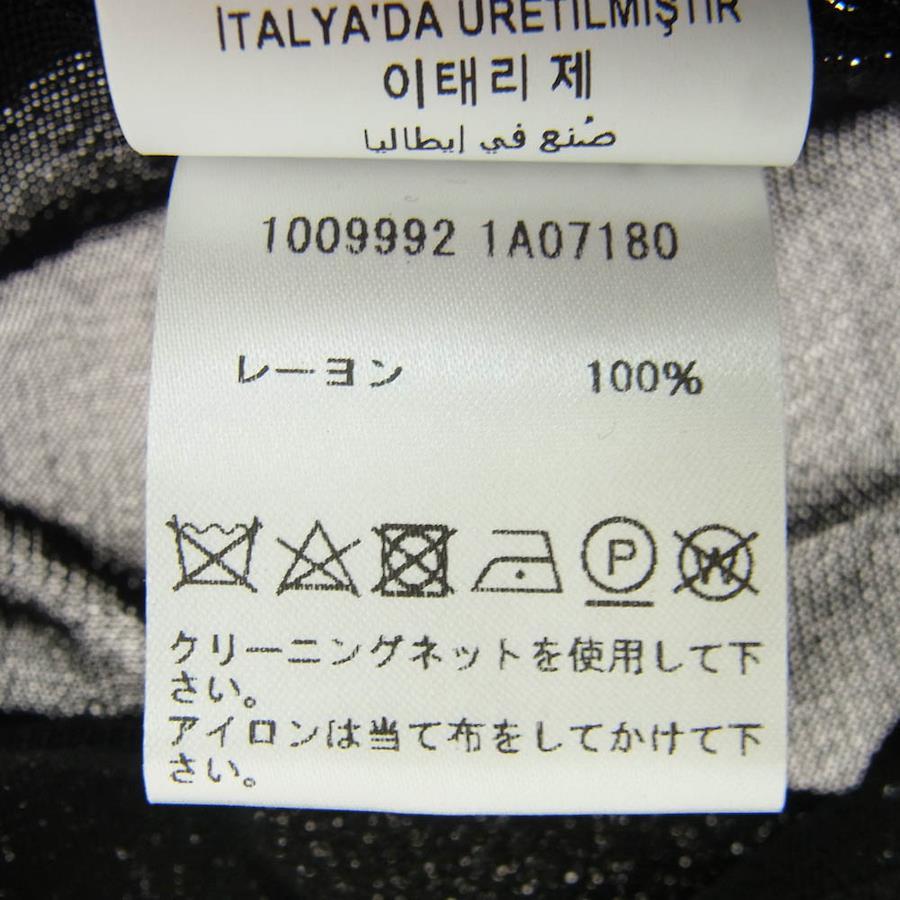 İTALYA'DA ÜRETİLMİŞTİR
이태리 제
صُنع في إيطاليا
1009992 1A07180
レーヨン 100%
P W
クリーニングネットを使用して下
さい。
アイロンは当て布をしてかけて下
さい。